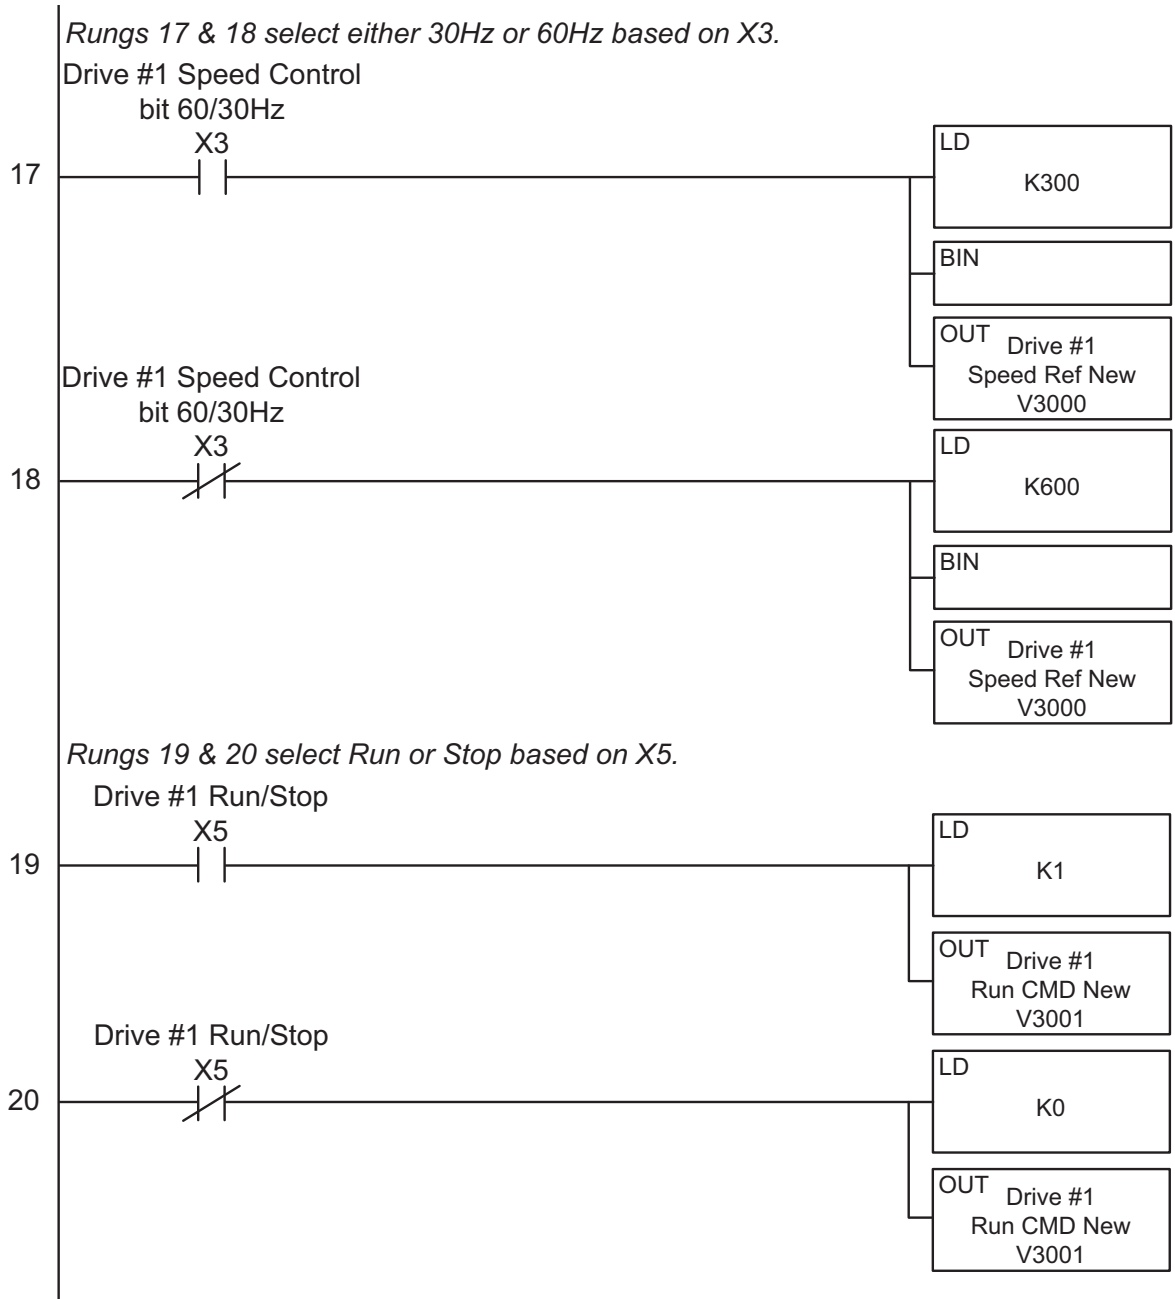 Rungs 17 & 18 select either 30Hz or 60Hz based on X3.
Drive #1 Speed Control
bit 60/30Hz
X3
17
LD
K300
BIN
OUT
Drive #1
Speed Ref New
V3000
Drive #1 Speed Control
bit 60/30Hz
X3
18
LD
K600
BIN
OUT
Drive #1
Speed Ref New
V3000
Rungs 19 & 20 select Run or Stop based on X5.
Drive #1 Run/Stop
X5
19
LD
K1
OUT
Drive #1
Run CMD New
V3001
Drive #1 Run/Stop
X5
20
LD
K0
OUT
Drive #1
Run CMD New
V3001